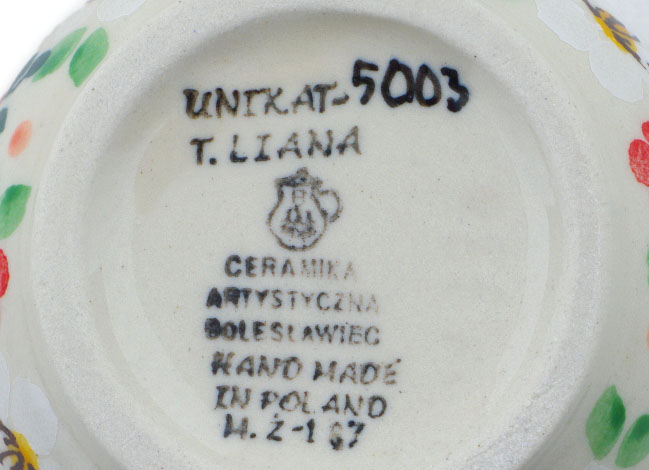 UNIKAT-5003
T. LIANA
CERAMIKA
ARTYSTYCZNA
BOLESŁAWIEC
HAND MADE
IN POLAND